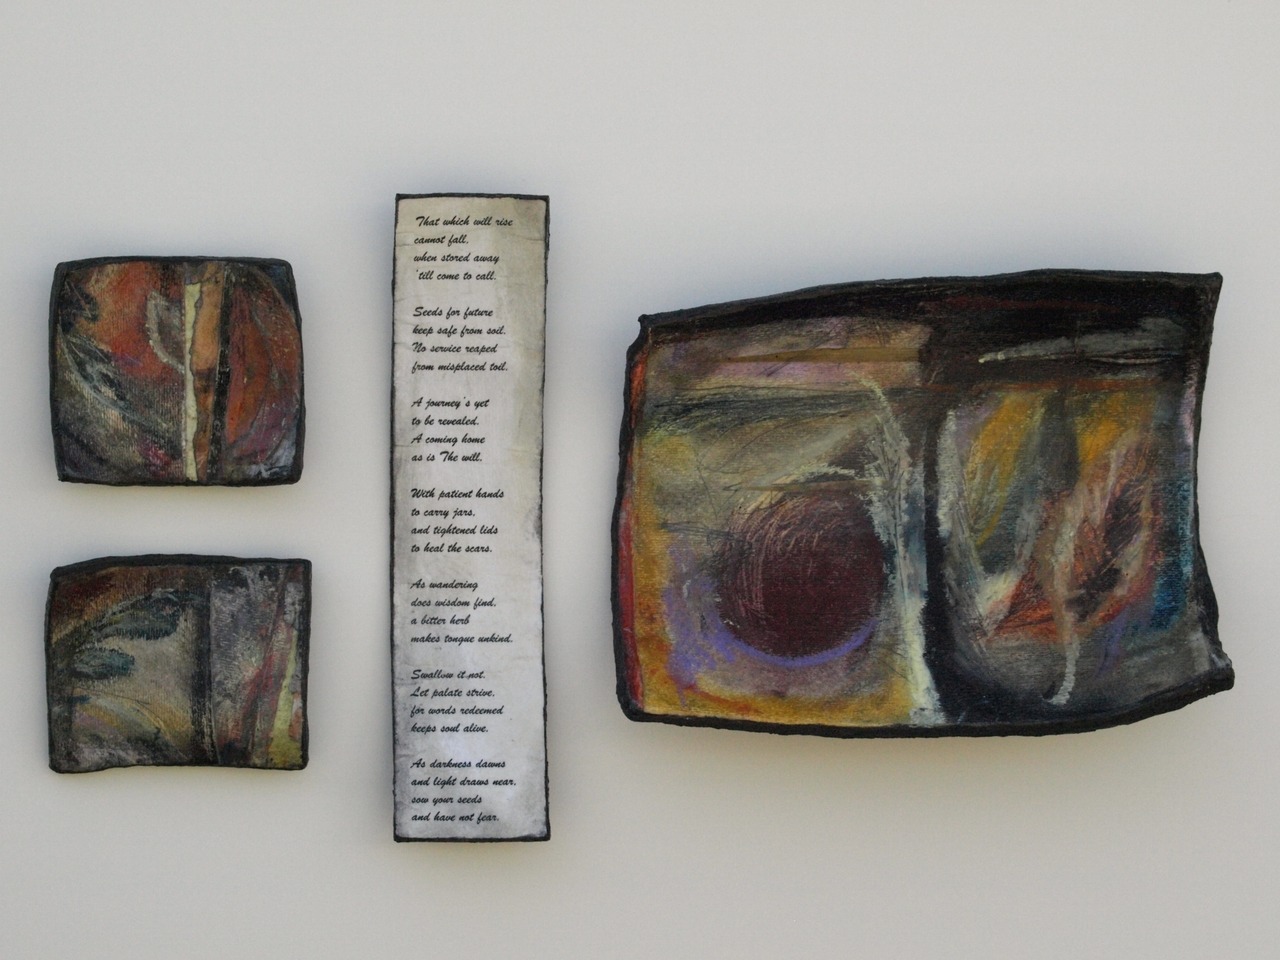 That which will rise
cannot fall,
when stored away
'till come to call.
Seeds for future
keep safe from soil.
No service reaped
from misplaced toil.
A journey's yet
to be revealed.
A coming home
as is The will.
With patient hands
to carry jars,
and tightened lids
to heal the scars.
As wandering
does wisdom find,
a bitter herb
makes tongue unkind.
Swallow it not.
Let palate strive,
for words redeemed
keeps soul alive.
As darkness dawns
and light draws near,
sow your seeds
and have not fear.